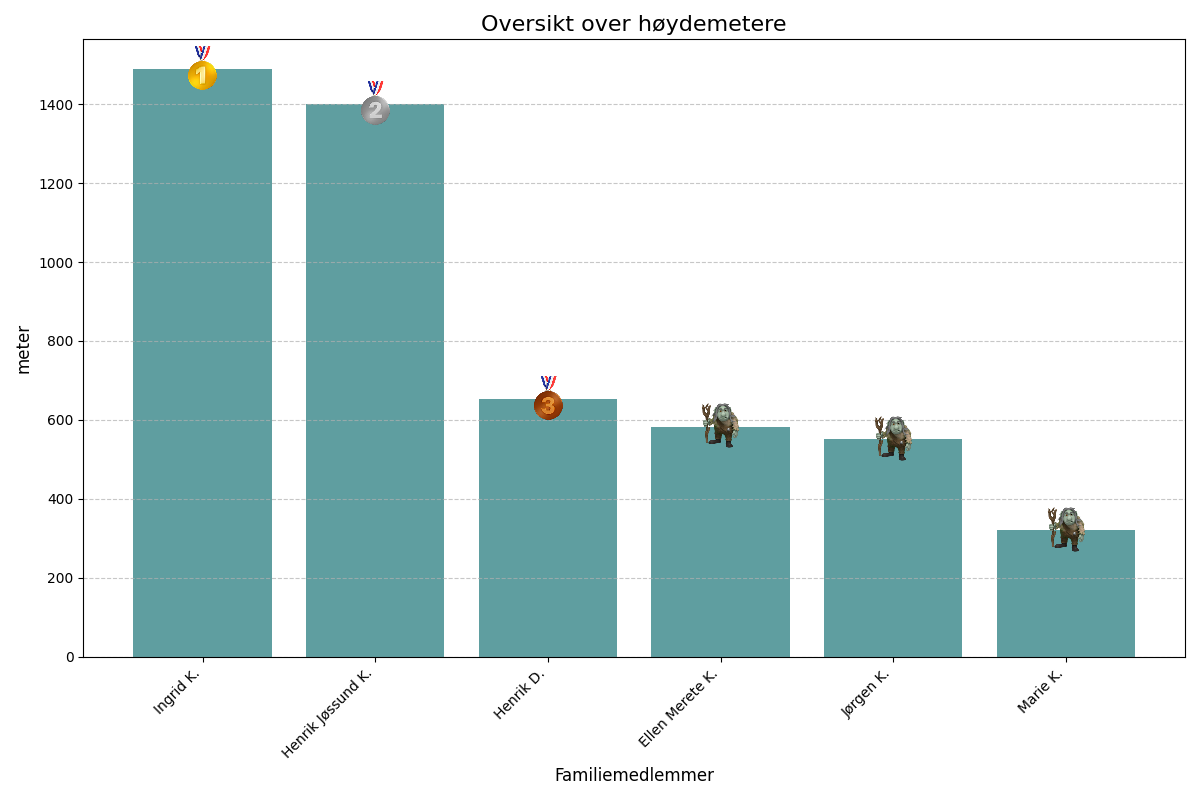 Oversikt over høydemetere
meter
1400
1200
1000
800
600
400
200
0
1
2
3
Ingrid K.
Henrik Jøssund K.
Henrik D.
Ellen Merete K.
Jørgen K.
Marie K.
Familiemedlemmer